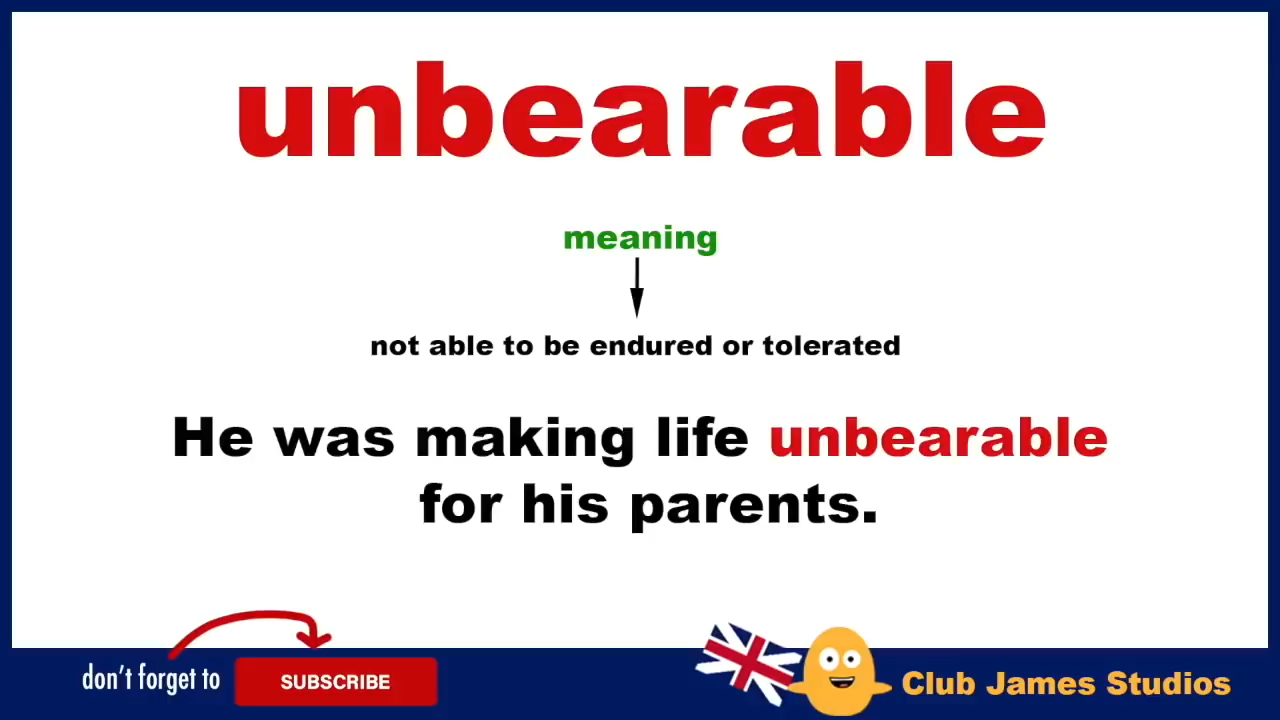 unbearable
meaning
not able to be endured or tolerated
He was making life unbearable
for his parents.
don't forget to SUBSCRIBE
Club James Studios